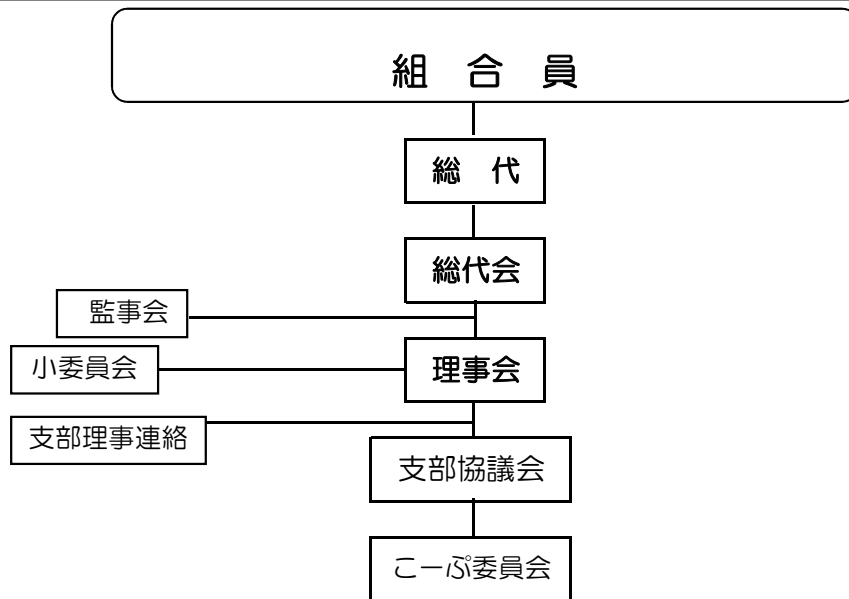 組　合　員
総　代
総代会
監事会
理事会
小委員会
支部理事連絡
支部協議会
こーぷ委員会